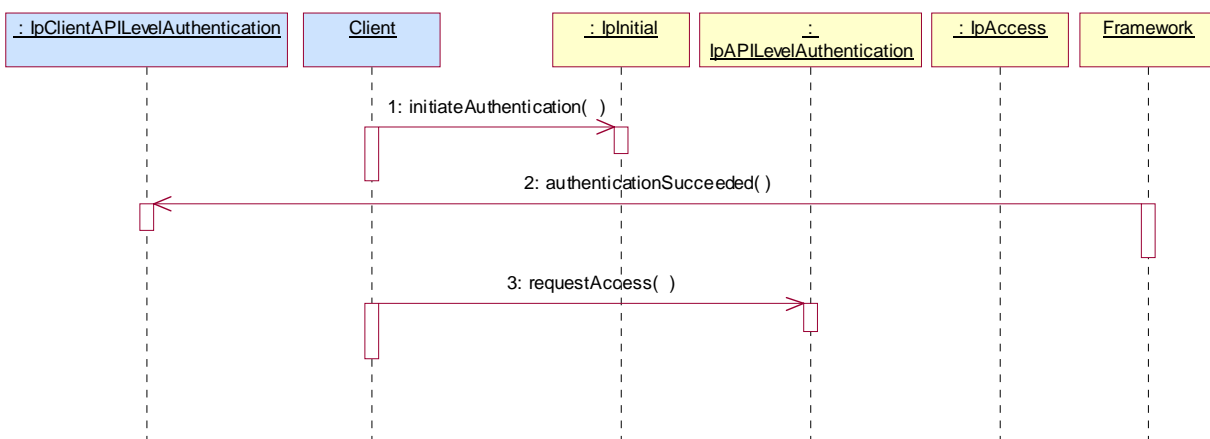 : IpClientAPILevelAuthentication
Client
: IpInitial
:
IpAPILevelAuthentication
: IpAccess
Framework
1: initiateAuthentication( )
2: authenticationSucceeded( )
3: requestAccess( )